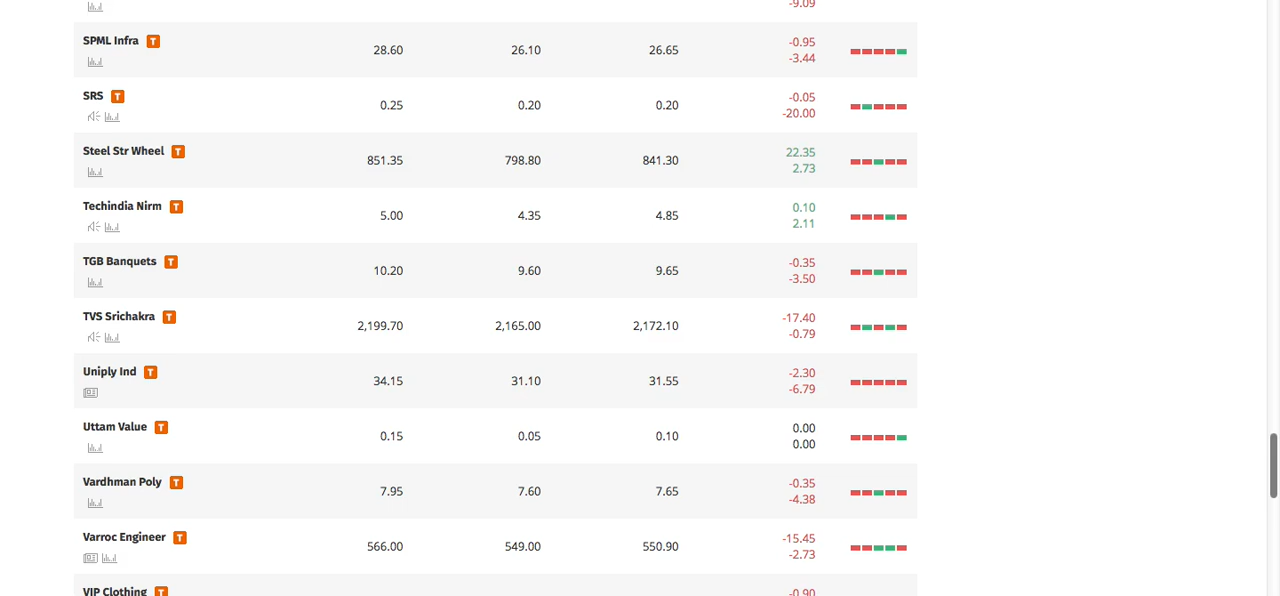 -9.09
SPML Infra T 28.60 26.10 26.65 -0.95
-3.44
SRS T 0.25 0.20 0.20 -0.05
-20.00
Steel Str Wheel T 851.35 798.80 841.30 22.35
2.73
Techindia Nirm T 5.00 4.35 4.85 0.10
2.11
TGB Banquets T 10.20 9.60 9.65 -0.35
-3.50
TVS Srichakra T 2,199.70 2,165.00 2,172.10 -17.40
-0.79
Uniply Ind T 34.15 31.10 31.55 -2.30
-6.79
Uttam Value T 0.15 0.05 0.10 0.00
0.00
Vardhman Poly T 7.95 7.60 7.65 -0.35
-4.38
Varroc Engineer T 566.00 549.00 550.90 -15.45
-2.73
VIP Clothing T -0.90